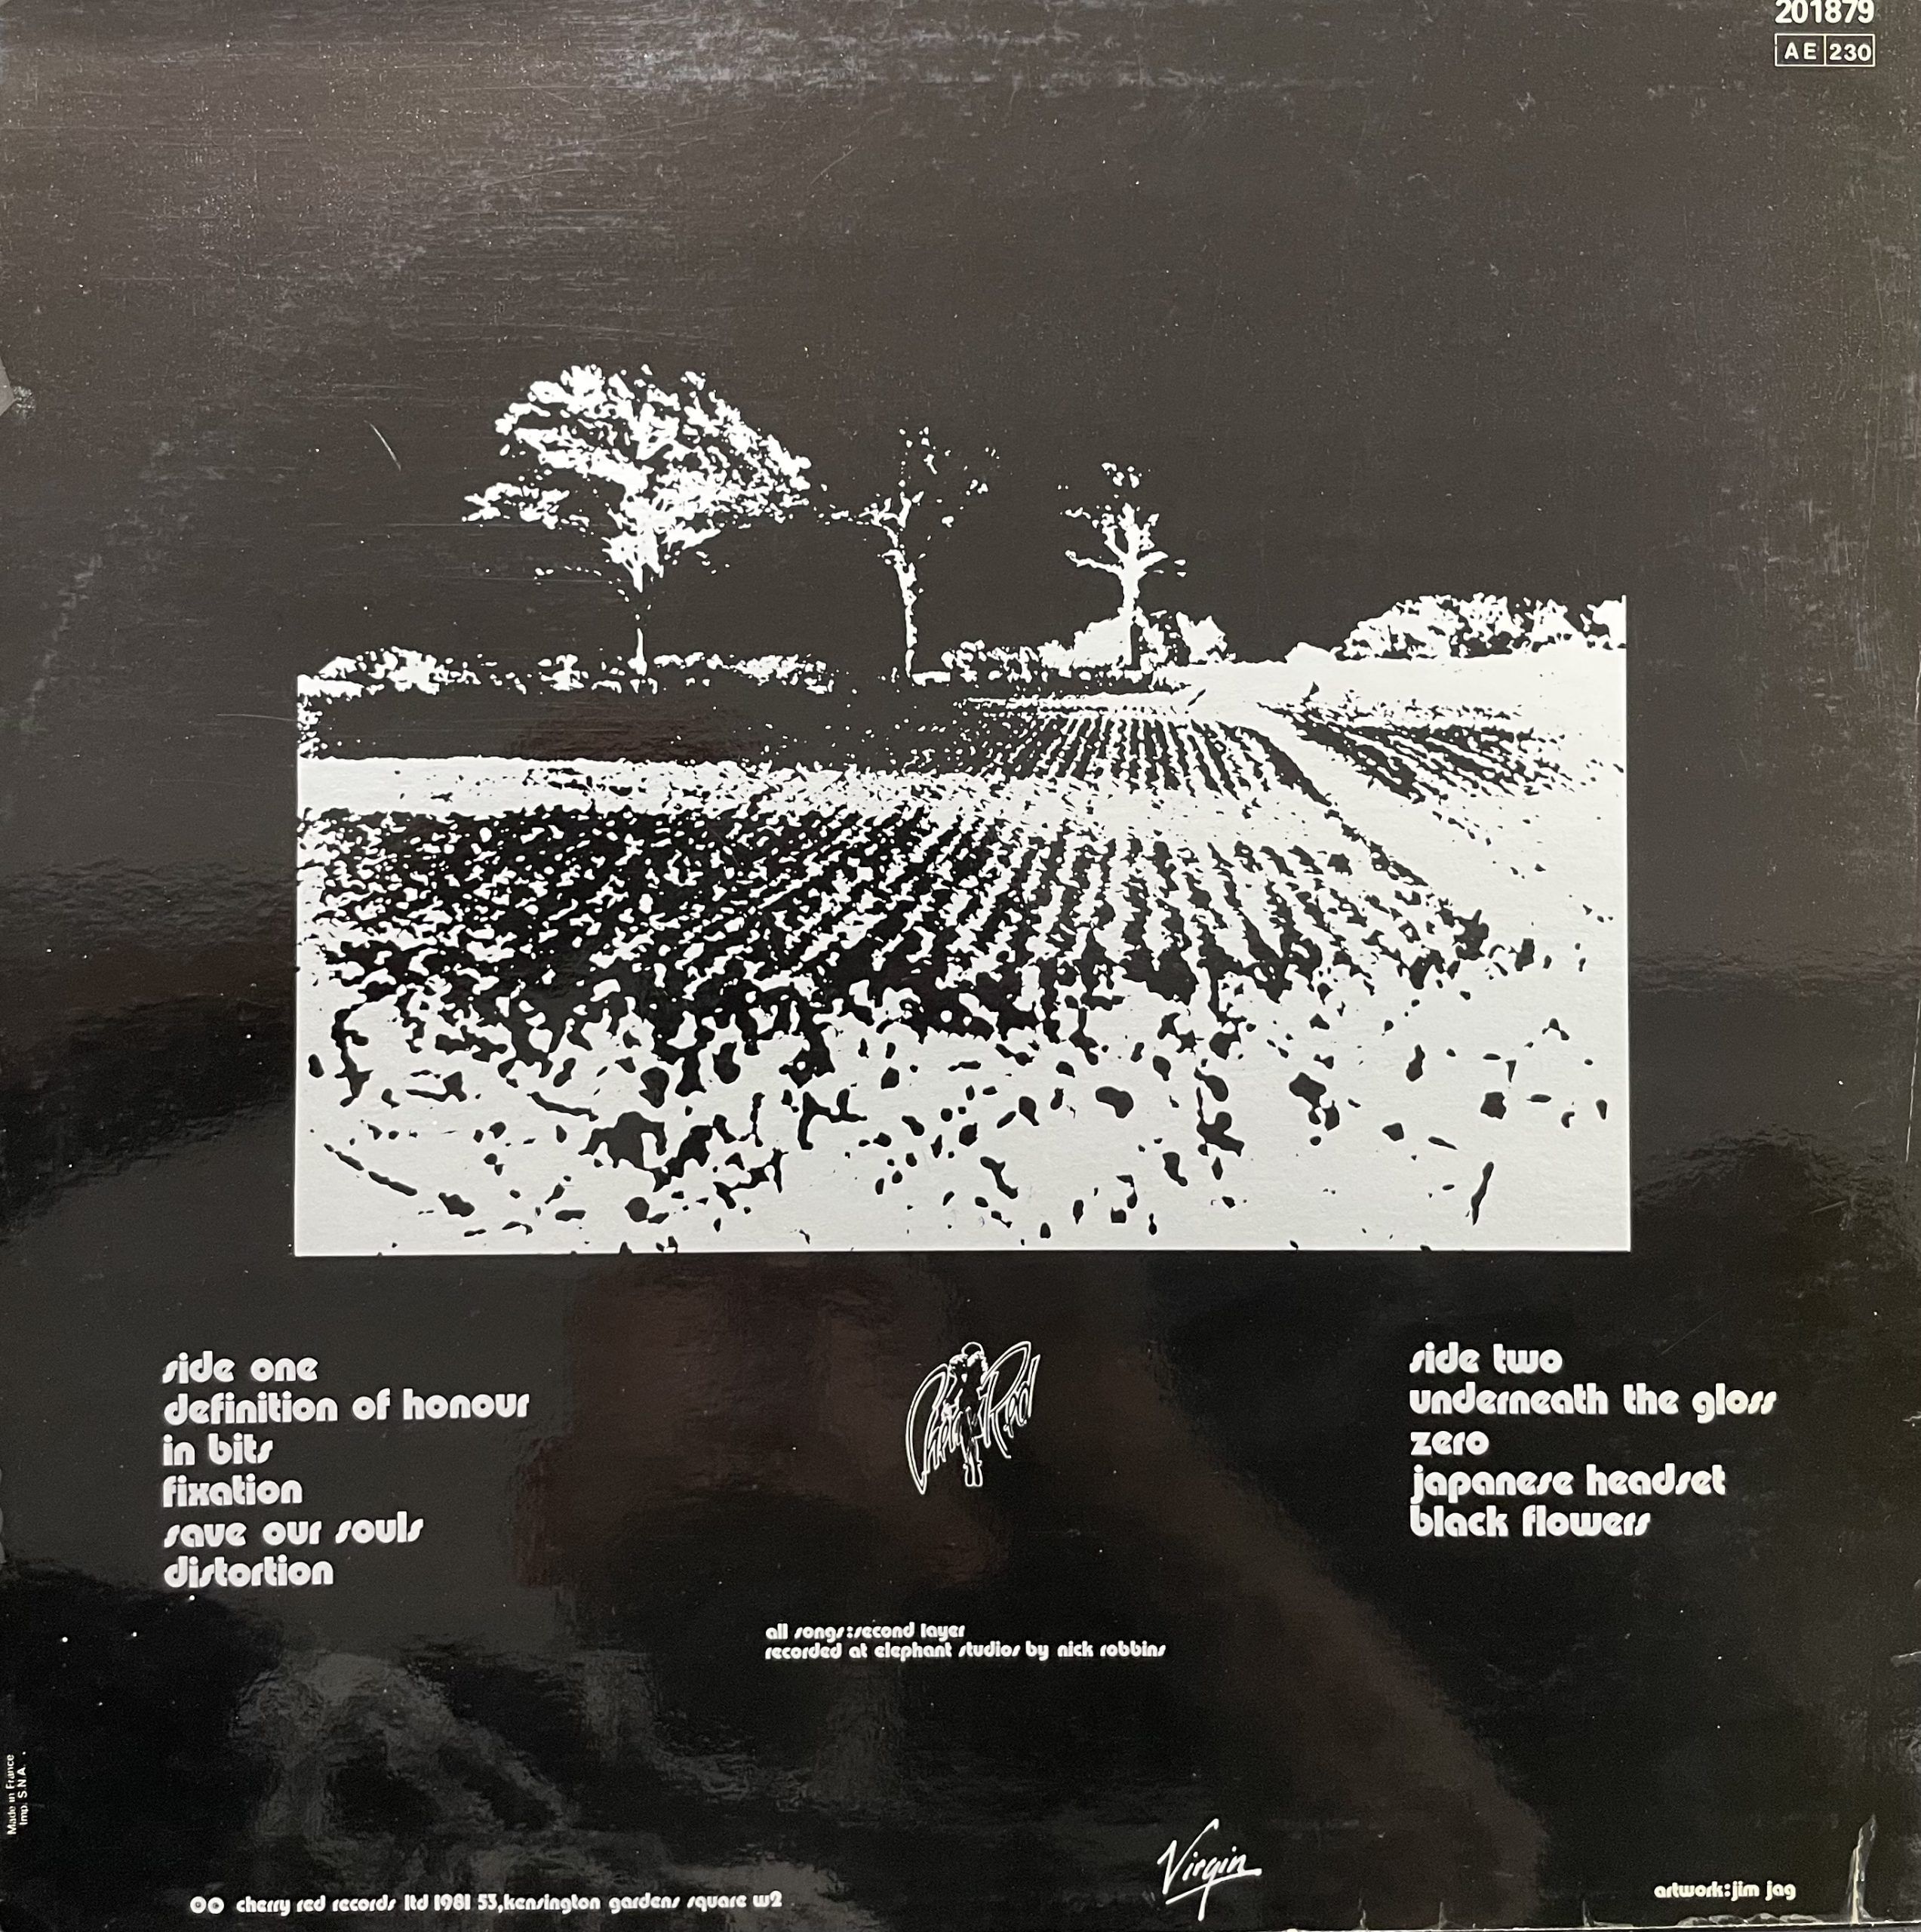 201879
AE 230
side one
definition of honour
in bits
fixation
save our souls
distortion
Cherry Red
side two
underneath the gloss
zero
japanese headset
black flowers
all songs:second layer
recorded at elephant studios by nick robbins
Made in France
Imp. S.N.A.
Virgin
℗© cherry red records ltd 1981 53,kensington gardens square w2
artwork:jim jag